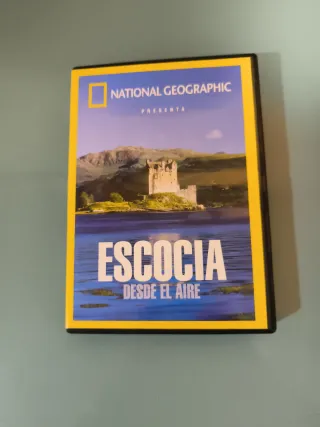 NATIONAL GEOGRAPHIC
PRESENTA
ESCOCIA
DESDE EL AIRE